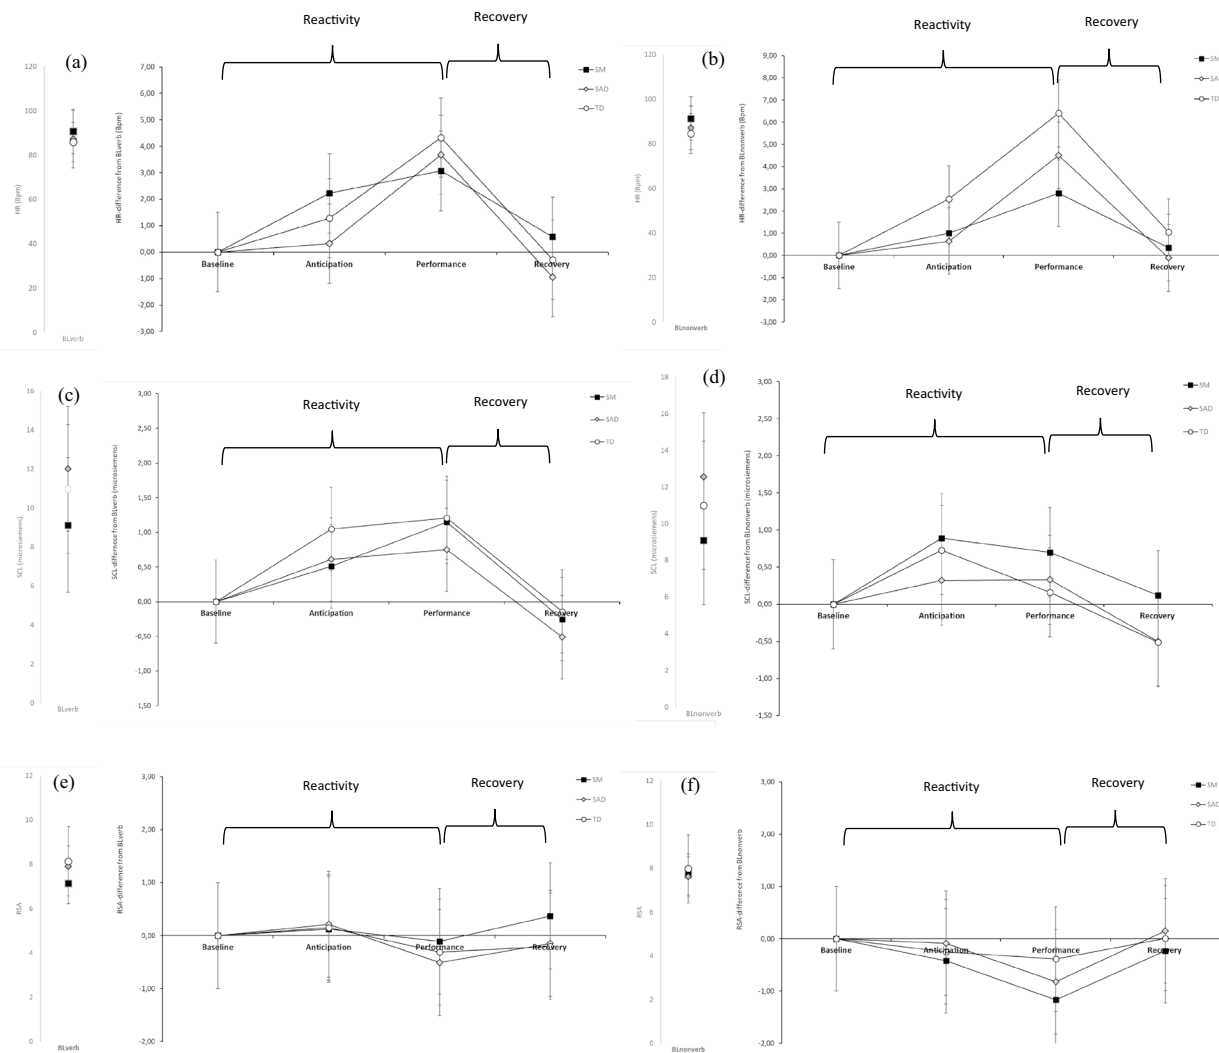 Reactivity
Recovery
(a)
HR (Bpm)
120
100
80
60
40
20
0
BLverb
HR-difference from BLverb (Bpm)
7,00
6,00
5,00
4,00
3,00
2,00
1,00
0,00
-1,00
-2,00
-3,00
Baseline
Anticipation
Performance
Recovery
SM
SAD
TD
Reactivity
Recovery
(b)
HR (Bpm)
120
100
80
60
40
20
0
BLnonverb
HR-difference from BLnonverb (Bpm)
9,00
8,00
7,00
6,00
5,00
4,00
3,00
2,00
1,00
0,00
-1,00
-2,00
-3,00
Baseline
Anticipation
Performance
Recovery
SM
SA
TD
Reactivity
Recovery
(c)
SCL (microsiemens)
16
14
12
10
8
6
4
2
0
BLverb
SCL-differnece from BLverb (microsiemens)
3,00
2,50
2,00
1,50
1,00
0,50
0,00
-0,50
-1,00
-1,50
Baseline
Anticipation
Performance
Recovery
SM
SAD
TD
Reactivity
Recovery
(d)
SCL (microsiemens)
18
16
14
12
10
8
6
4
2
0
BLnonverb
SCL-difference from BLnonverb (microsiemens)
3,00
2,50
2,00
1,50
1,00
0,50
0,00
-0,50
-1,00
-1,50
Baseline
Anticipation
Performance
Recovery
SM
SAD
TD
Reactivity
Recovery
(e)
RSA
12
10
8
6
4
2
0
BLverb
RSA-difference from BLverb
3,00
2,00
1,00
0,00
-1,00
-2,00
Baseline
Anticipation
Performance
Recovery
SM
SAD
TD
Reactivity
Recovery
(f)
RSA
12
10
8
6
4
2
0
BLnonverb
RSA-difference from BLnonverb
3,00
2,00
1,00
0,00
-1,00
-2,00
Baseline
Anticipation
Performance
Recovery
SM
SAD
TD